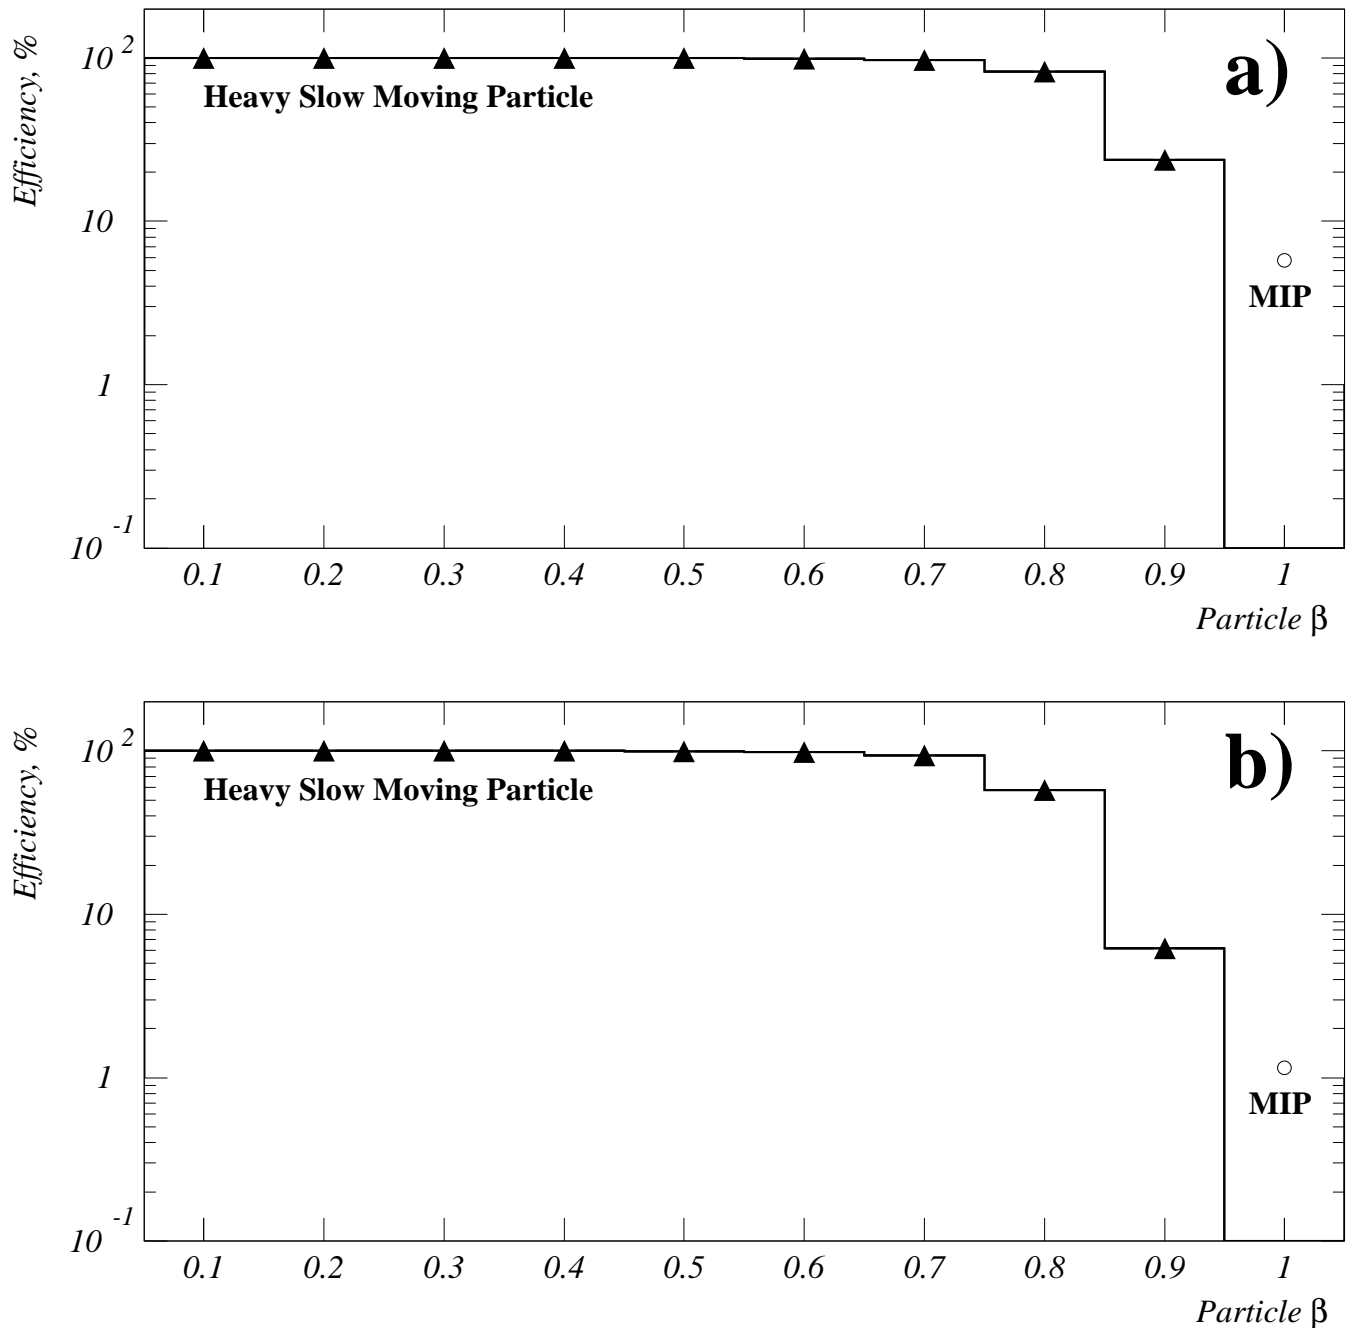 Efficiency, %
10 2
10
1
10 -1
a)
Heavy Slow Moving Particle
MIP
0.1 0.2 0.3 0.4 0.5 0.6 0.7 0.8 0.9 1
Particle β
Efficiency, %
10 2
10
1
10 -1
b)
Heavy Slow Moving Particle
MIP
0.1 0.2 0.3 0.4 0.5 0.6 0.7 0.8 0.9 1
Particle β